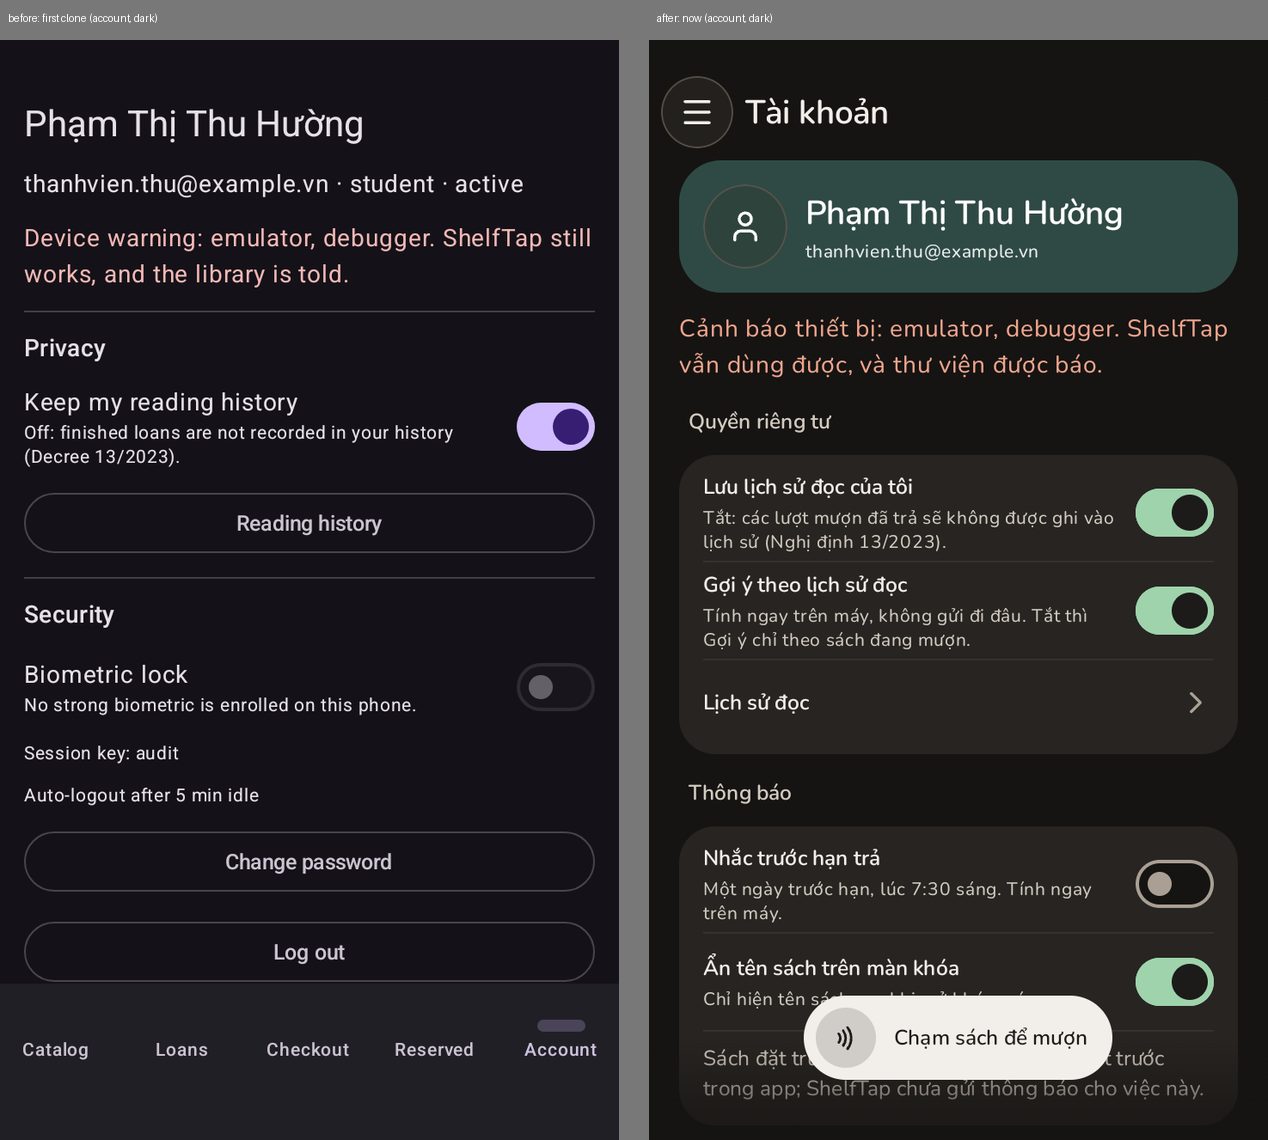 before: first clone (account, dark)
Phạm Thị Thu Hường
thanhvien.thu@example.vn · student · active
Device warning: emulator, debugger. ShelfTap still
works, and the library is told.
Privacy
Keep my reading history
Off: finished loans are not recorded in your history
(Decree 13/2023).
Reading history
Security
Biometric lock
No strong biometric is enrolled on this phone.
Session key: audit
Auto-logout after 5 min idle
Change password
Log out
Catalog
Loans
Checkout
Reserved
Account
after: now (account, dark)
Tài khoản
Phạm Thị Thu Hường
thanhvien.thu@example.vn
Cảnh báo thiết bị: emulator, debugger. ShelfTap
vẫn dùng được, và thư viện được báo.
Quyền riêng tư
Lưu lịch sử đọc của tôi
Tắt: các lượt mượn đã trả sẽ không được ghi vào
lịch sử (Nghị định 13/2023).
Gợi ý theo lịch sử đọc
Tính ngay trên máy, không gửi đi đâu. Tắt thì
Gợi ý chỉ theo sách đang mượn.
Lịch sử đọc
Thông báo
Nhắc trước hạn trả
Một ngày trước hạn, lúc 7:30 sáng. Tính ngay
trên máy.
Ẩn tên sách trên màn khóa
Chỉ hiện tên
Chạm sách để mượn
Sách đặt trước
trong app; ShelfTap chưa gửi thông báo cho việc này.